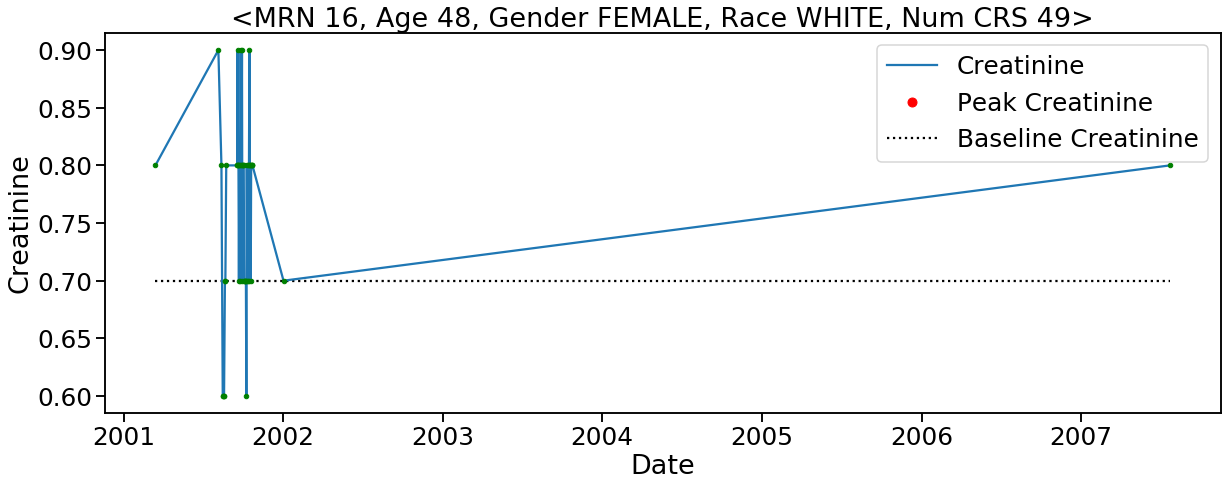 <MRN 16, Age 48, Gender FEMALE, Race WHITE, Num CRS 49>
Creatinine
0.90
0.85
0.80
0.75
0.70
0.65
0.60
Creatinine
Peak Creatinine
Baseline Creatinine
2001 2002 2003 2004 2005 2006 2007
Date